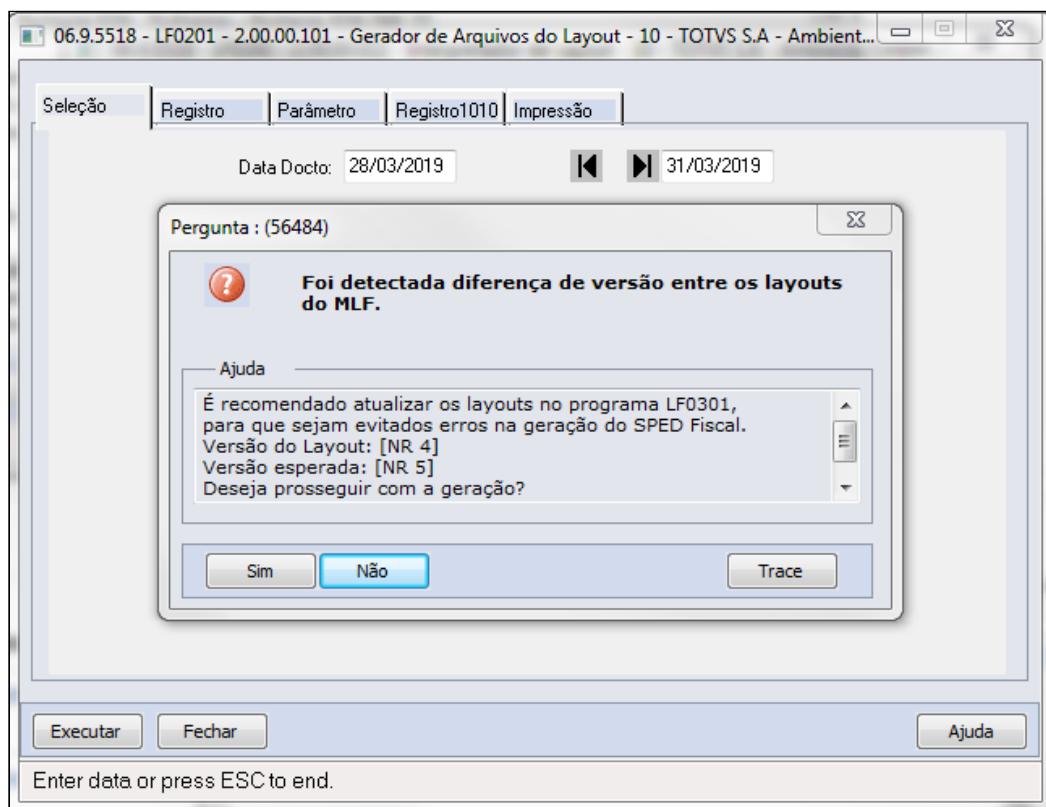 06.9.5518 - LF0201 - 2.00.00.101 - Gerador de Arquivos do Layout - 10 - TOTVS S.A - Ambient...
Seleção Registro Parâmetro Registro1010 Impressão
Data Docto: 28/03/2019 31/03/2019
Pergunta : (56484)
Foi detectada diferença de versão entre os layouts
do MLF.
Ajuda
É recomendado atualizar os layouts no programa LF0301,
para que sejam evitados erros na geração do SPED Fiscal.
Versão do Layout: [NR 4]
Versão esperada: [NR 5]
Deseja prosseguir com a geração?
Sim Não Trace
Executar Fechar Ajuda
Enter data or press ESC to end.